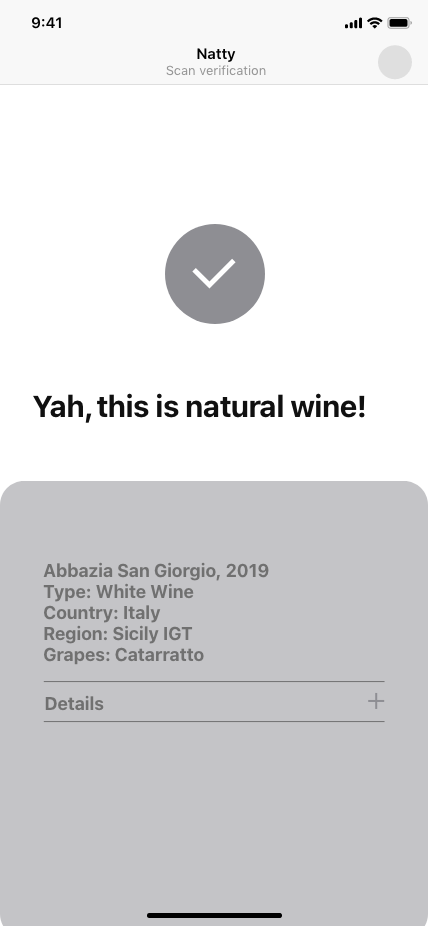 9:41
Natty
Scan verification
Yah, this is natural wine!
Abbazia San Giorgio, 2019
Type: White Wine
Country: Italy
Region: Sicily IGT
Grapes: Catarratto
Details